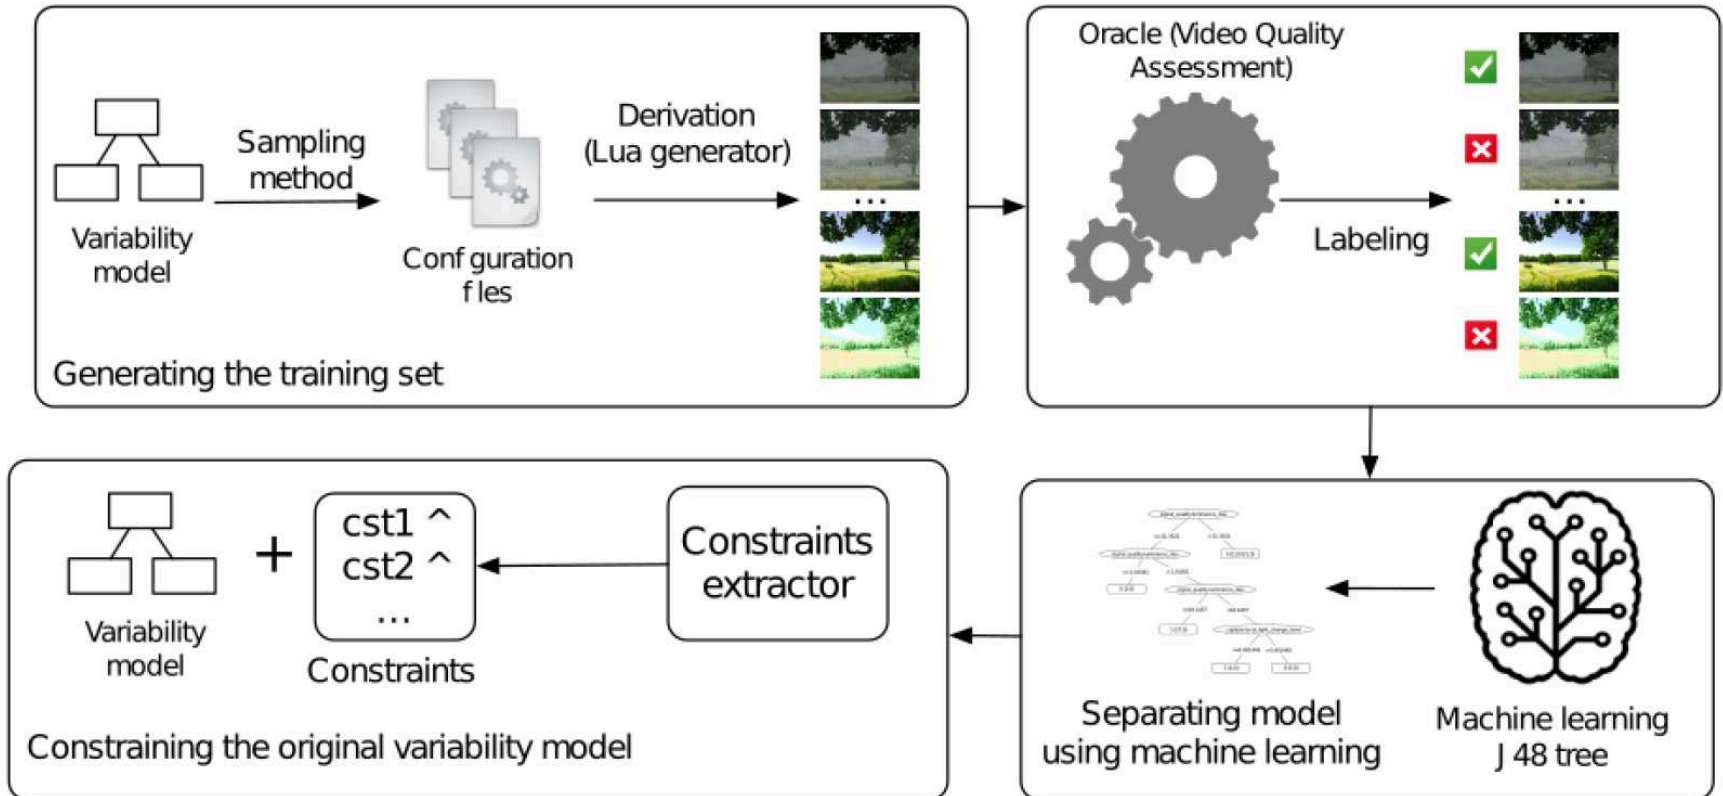 Variability
model
Sampling
method
Conf guration
f les
Derivation
(Lua generator)
...
Generating the training set
Oracle (Video Quality
Assessment)
Labeling
...
Variability
model
+
cst1 ^
cst2 ^
...
Constraints
Constraints
extractor
Constraining the original variability model
Separating model
using machine learning
Machine learning
J 48 tree